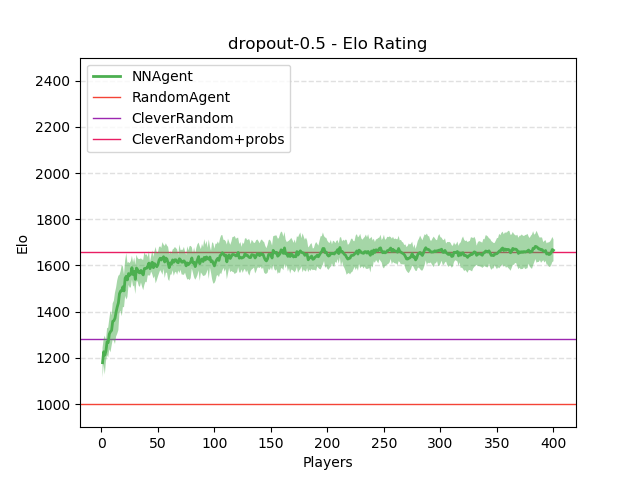 dropout-0.5 - Elo Rating
NNAgent
RandomAgent
CleverRandom
CleverRandom+probs
2400
2200
2000
1800
1600
1400
1200
1000
Elo
0 50 100 150 200 250 300 350 400
Players